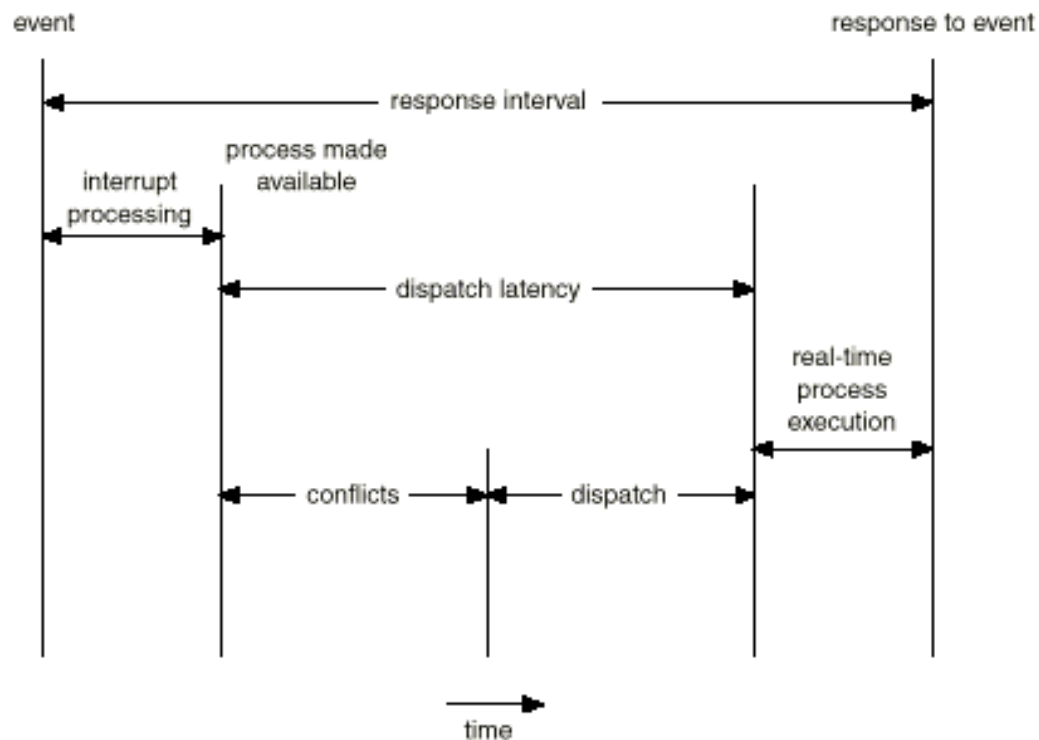 event
response to event
response interval
process made
available
interrupt
processing
dispatch latency
real-time
process
execution
conflicts
dispatch
time